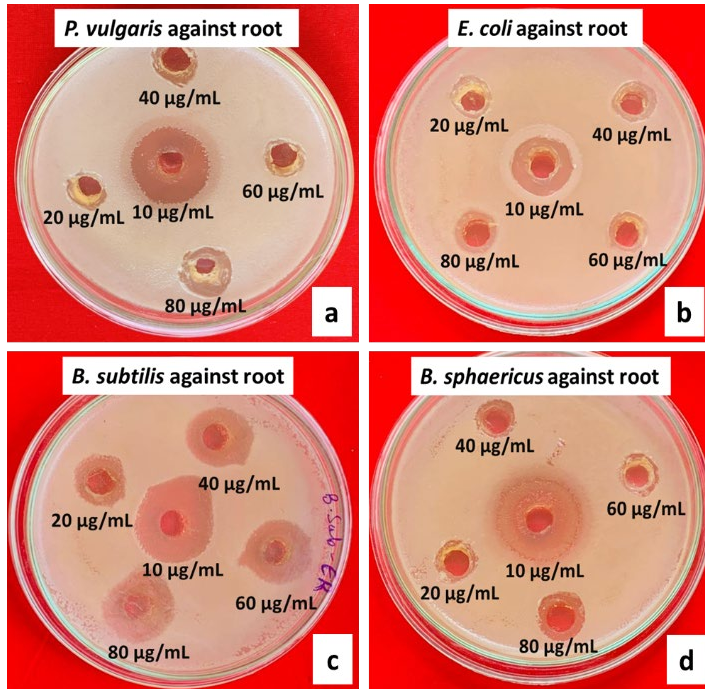 P. vulgaris against root
40 µg/mL
20 µg/mL
10 µg/mL
60 µg/mL
80 µg/mL
a
E. coli against root
20 µg/mL
40 µg/mL
10 µg/mL
80 µg/mL
60 µg/mL
b
B. subtilis against root
40 µg/mL
20 µg/mL
10 µg/mL
60 µg/mL
80 µg/mL
B. Sub-ER
c
B. sphaericus against root
40 µg/mL
60 µg/mL
10 µg/mL
20 µg/mL
80 µg/mL
d